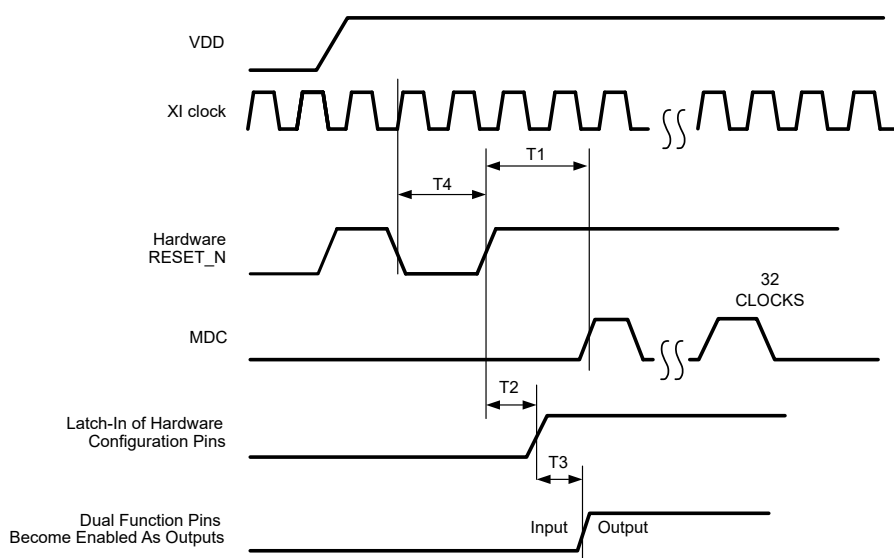 VDD
XI clock
T1
T4
Hardware
RESET_N
32
CLOCKS
MDC
T2
Latch-In of Hardware
Configuration Pins
T3
Dual Function Pins
Become Enabled As Outputs
Input
Output